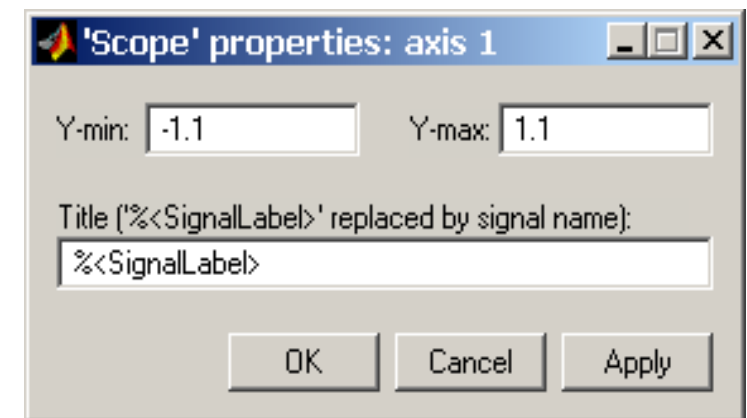 'Scope' properties: axis 1
Y-min: -1.1 Y-max: 1.1
Title ('%<SignalLabel>' replaced by signal name):
%<SignalLabel>
OK Cancel Apply